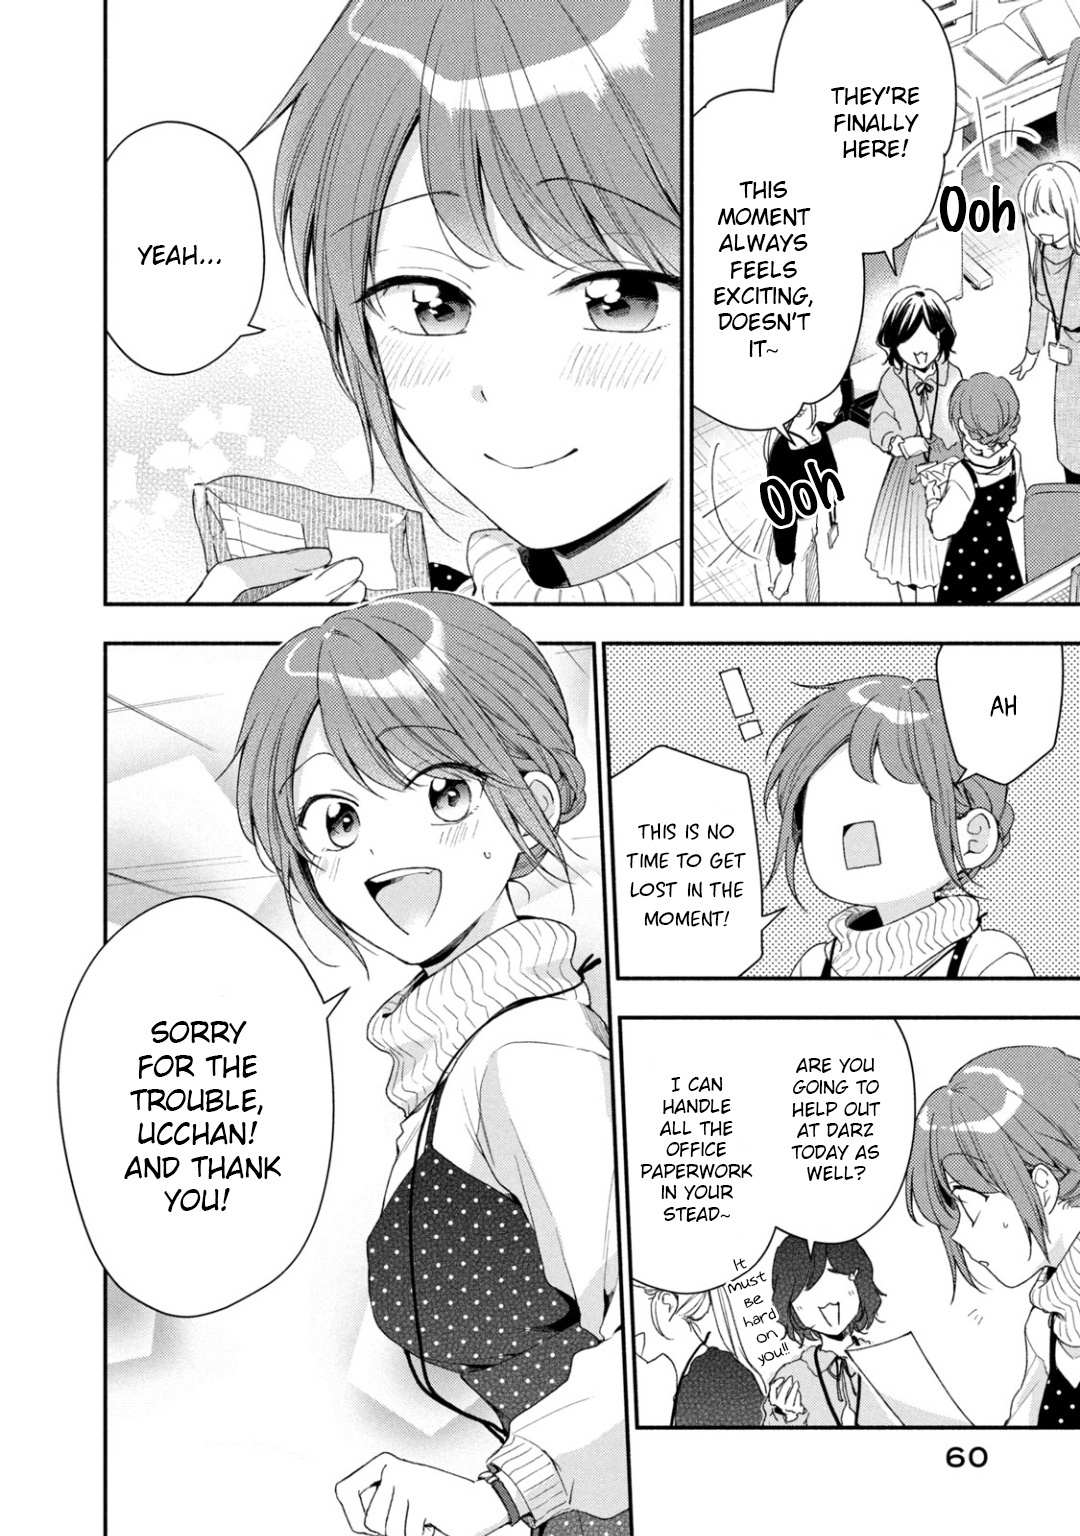 THEY'RE
FINALLY
HERE!
Ooh
THIS
MOMENT
ALWAYS
FEELS
EXCITING,
DOESN'T
IT~
Ooh
YEAH...
AH
THIS IS NO
TIME TO GET
LOST IN THE
MOMENT!
ARE YOU
GOING TO
HELP OUT
AT DARZ
TODAY AS
WELL?
I CAN
HANDLE
ALL THE
OFFICE
PAPERWORK
IN YOUR
STEAD~
It
must
be
hard
on
you!!
SORRY
FOR THE
TROUBLE,
UCCHAN!
AND THANK
YOU!
60